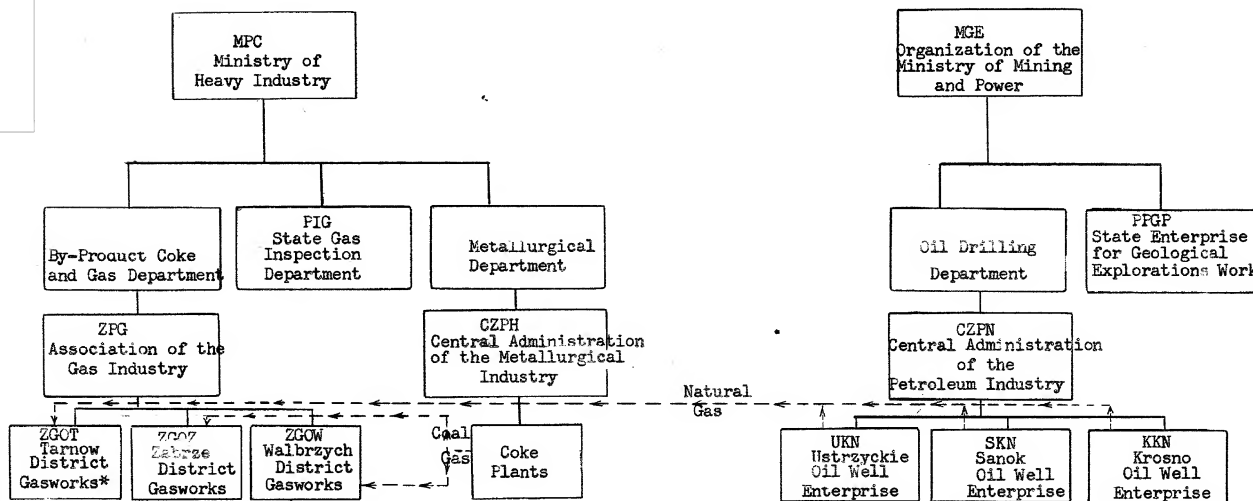 MPC
Ministry of
Heavy Industry
MGE
Organization of the
Ministry of Mining
and Power
By-Product Coke
and Gas Department
PIG
State Gas
Inspection
Department
Metallurgical
Department
Oil Drilling
Department
PPGP
State Enterprise
for Geological
Explorations Work
ZPG
Association of the
Gas Industry
CZPH
Central Administration
of the Metallurgical
Industry
CZPN
Central Administration
of the
Petroleum Industry
Natural
Gas
ZGOT
Tarnow
District
Gasworks*
ZGOZ
Zabrze
District
Gasworks
ZGOW
Walbrzych
District
Gasworks
Coal
Gas
Coke
Plants
UKN
Ustrzyckie
Oil Well
Enterprise
SKN
Sanok
Oil Well
Enterprise
KKN
Krosno
Oil Well
Enterprise